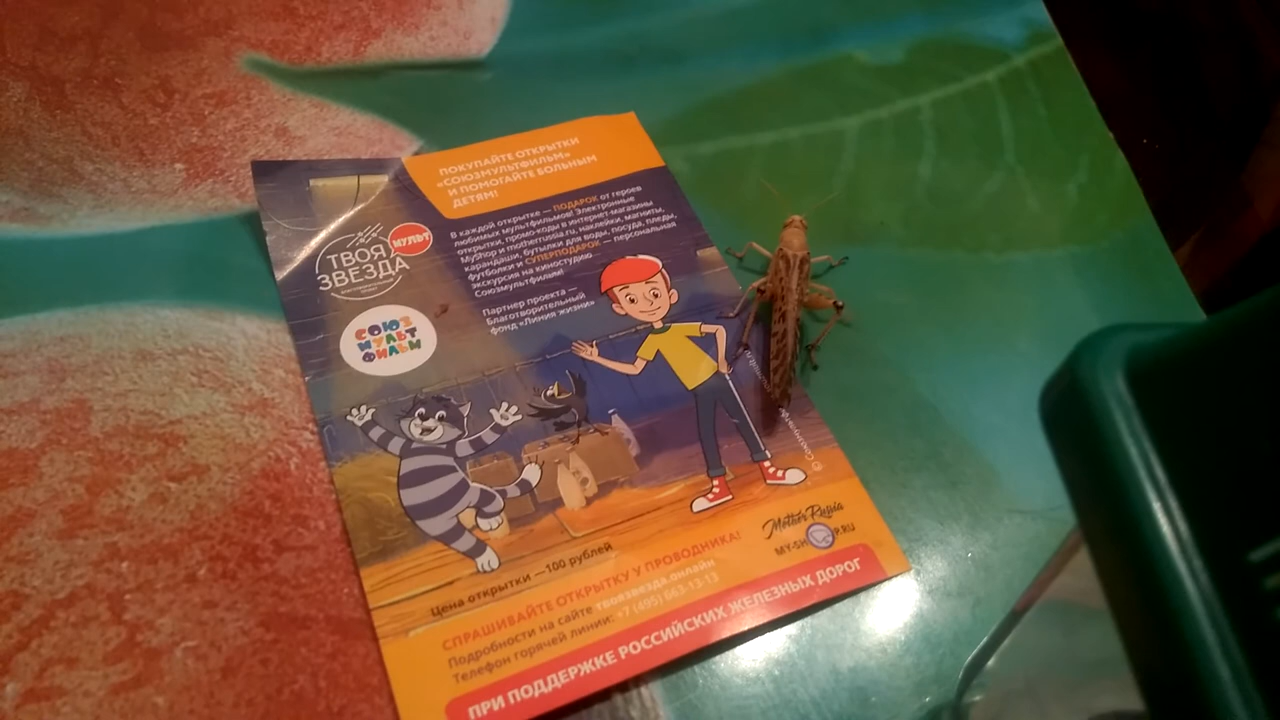 ПОКУПАЙТЕ ОТКРЫТКИ
«СОЮЗМУЛЬТФИЛЬМ»
И ПОМОГАЙТЕ БОЛЬНЫМ
ДЕТЯМ!
В каждой открытке — ПОДАРОК от героев
любимых мультфильмов! Электронные
открытки, промо-коды в интернет-магазины
MyShop и motherrussia.ru, наклейки, магниты,
карандаши, бутылки для воды, посуда, пледы,
футболки и СУПЕРПОДАРОК — персональная
экскурсия на киностудию
Союзмультфильм!
Партнер проекта —
Благотворительный
фонд «Линия жизни»
ТВОЯ
ЗВЕЗДА
МУЛЬТ
СОЮЗ
МУЛЬТ
ФИЛЬМ
Цена открытки —100 рублей
СПРАШИВАЙТЕ ОТКРЫТКУ У ПРОВОДНИКА!
Подробности на сайте твоязвезда.онлайн
Телефон горячей линии: +7 (495) 663-13-13
Mother Russia
MY-SH P.RU
ПРИ ПОДДЕРЖКЕ РОССИЙСКИХ ЖЕЛЕЗНЫХ ДОРОГ